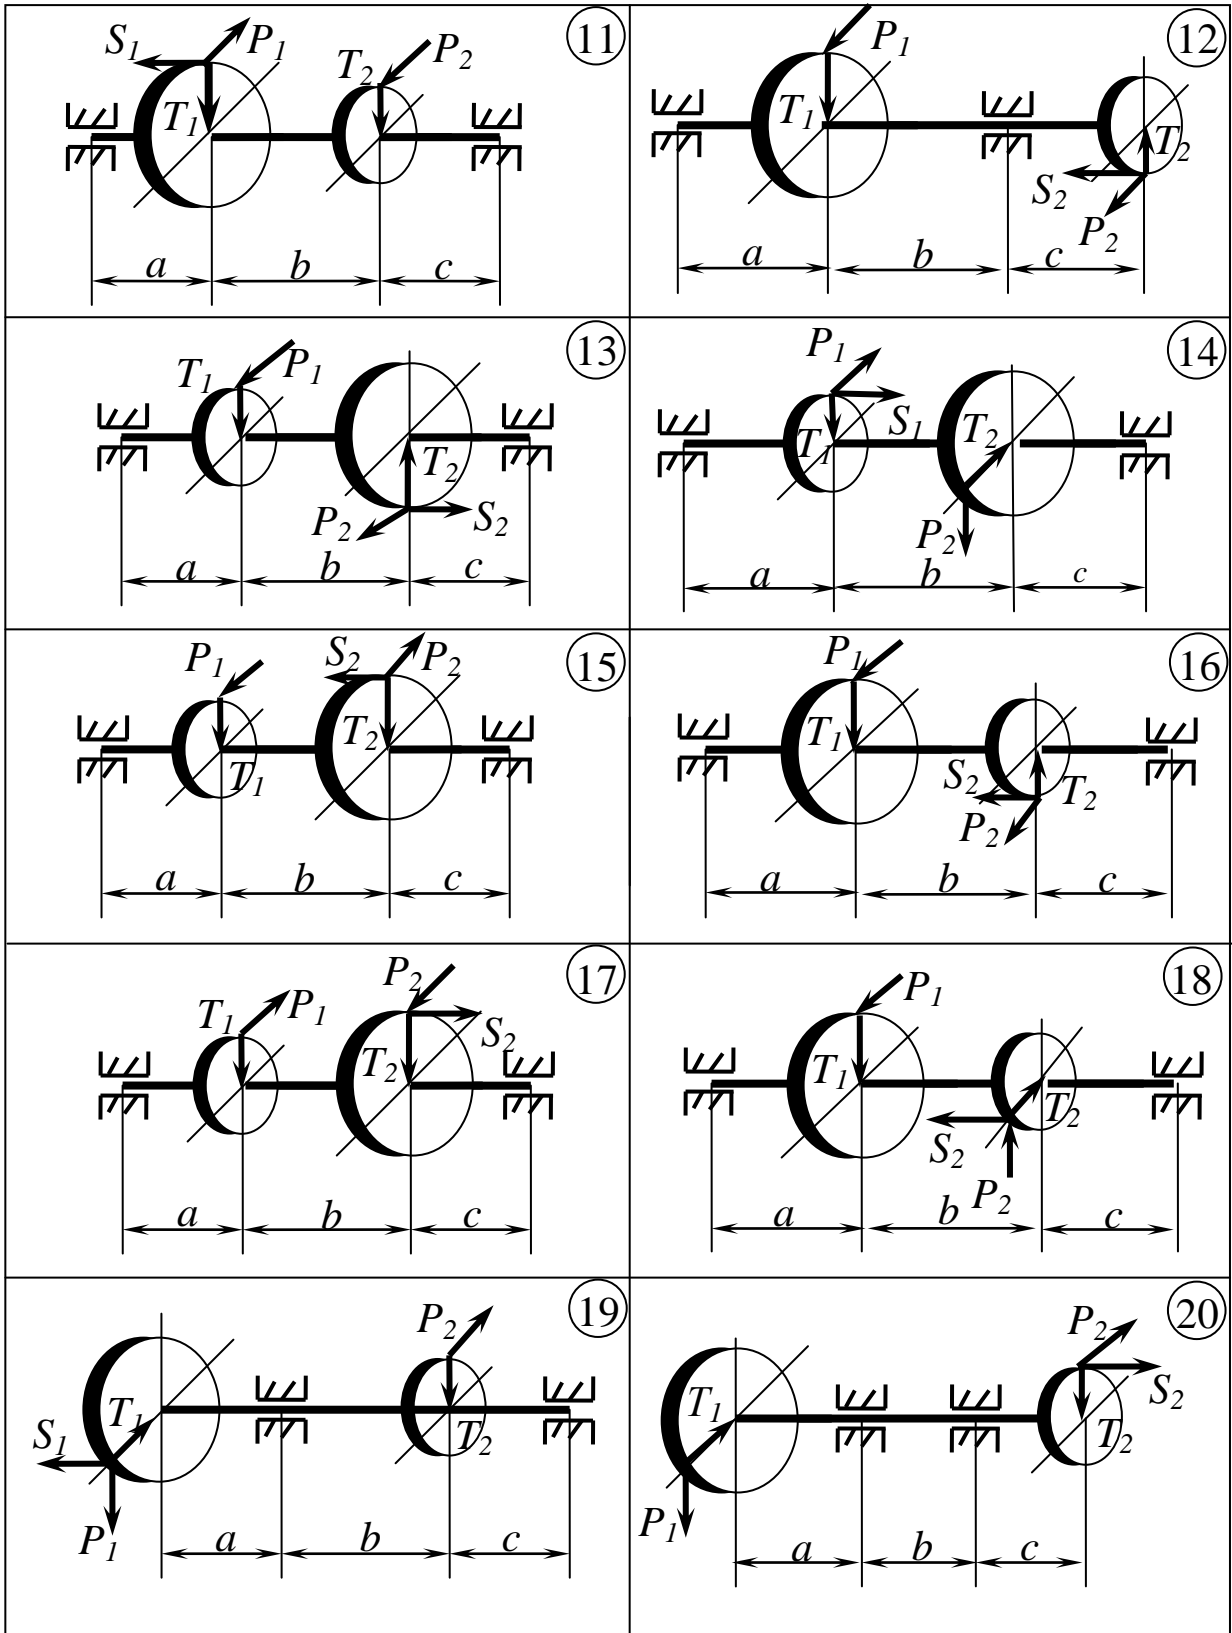 11
S1 P1 T2 P2
T1
a b c
12
P1
T1 T2
S2
P2
a b c
13
T1 P1
T2
P2 S2
a b c
14
P1
S1
T1 T2
P2
a b c
15
P1 S2 P2
T2
T1
a b c
16
P1
T1
S2 T2
P2
a b c
17
P2
T1 P1
S2
T2
a b c
18
P1
T1
T2
S2
P2
a b c
19
P2
T1
S1 T2
P1
a b c
20
P2
S2
T1
T2
P1
a b c